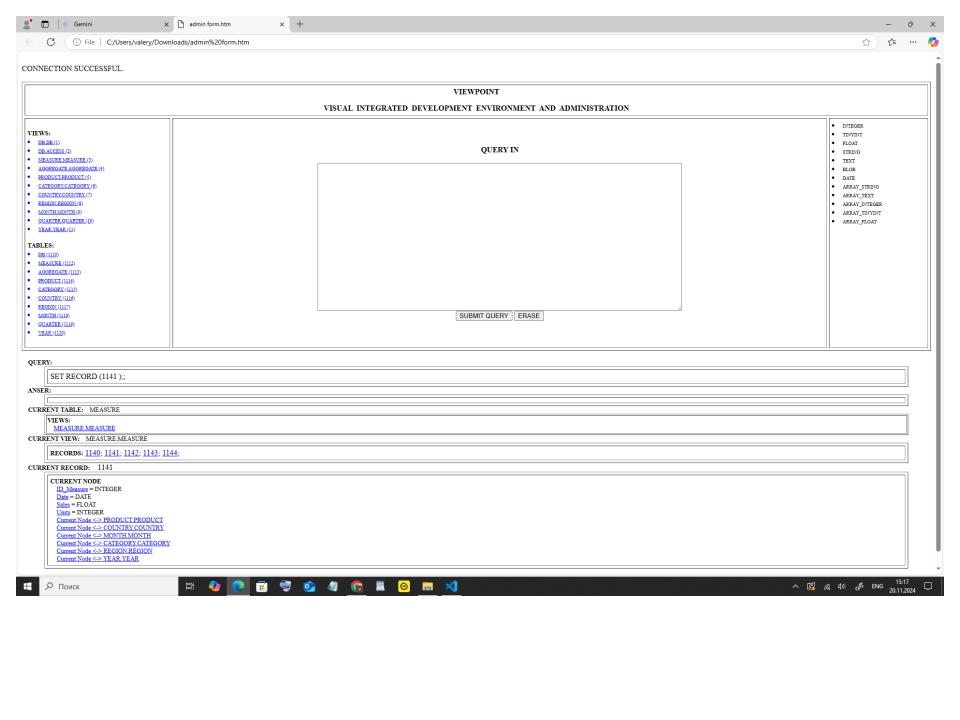 Gemini
admin form.htm
File | C:/Users/valery/Downloads/admin%20form.htm
CONNECTION SUCCESSFUL.
VIEWPOINT
VISUAL INTEGRATED DEVELOPMENT ENVIRONMENT AND ADMINISTRATION
VIEWS:
DB.DB (1)
DB.ACCESS (2)
MEASURE.MEASURE (3)
AGGREGATE.AGGREGATE (4)
PRODUCT.PRODUCT (5)
CATEGORY.CATEGORY (6)
COUNTRY.COUNTRY (7)
REGION.REGION (8)
MONTH.MONTH (9)
QUARTER.QUARTER (10)
YEAR.YEAR (11)
TABLES:
DB (1110)
MEASURE (1112)
AGGREGATE (1113)
PRODUCT (1114)
CATEGORY (1115)
COUNTRY (1116)
REGION (1117)
MONTH (1118)
QUARTER (1119)
YEAR (1120)
QUERY IN
SUBMIT QUERY ERASE
INTEGER
TINYINT
FLOAT
STRING
TEXT
BLOB
DATE
ARRAY_STRING
ARRAY_TEXT
ARRAY_INTEGER
ARRAY_TINYINT
ARRAY_FLOAT
QUERY:
SET RECORD (1141 );;
ANSER:
CURRENT TABLE: MEASURE
VIEWS:
MEASURE.MEASURE
CURRENT VIEW: MEASURE.MEASURE
RECORDS: 1140; 1141; 1142; 1143; 1144;
CURRENT RECORD: 1141
CURRENT NODE
ID_Measure = INTEGER
Date = DATE
Sales = FLOAT
Units = INTEGER
Current Node <-> PRODUCT.PRODUCT
Current Node <-> COUNTRY.COUNTRY
Current Node <-> MONTH.MONTH
Current Node <-> CATEGORY.CATEGORY
Current Node <-> REGION.REGION
Current Node <-> YEAR.YEAR
Поиск
ENG
15:17
20.11.2024